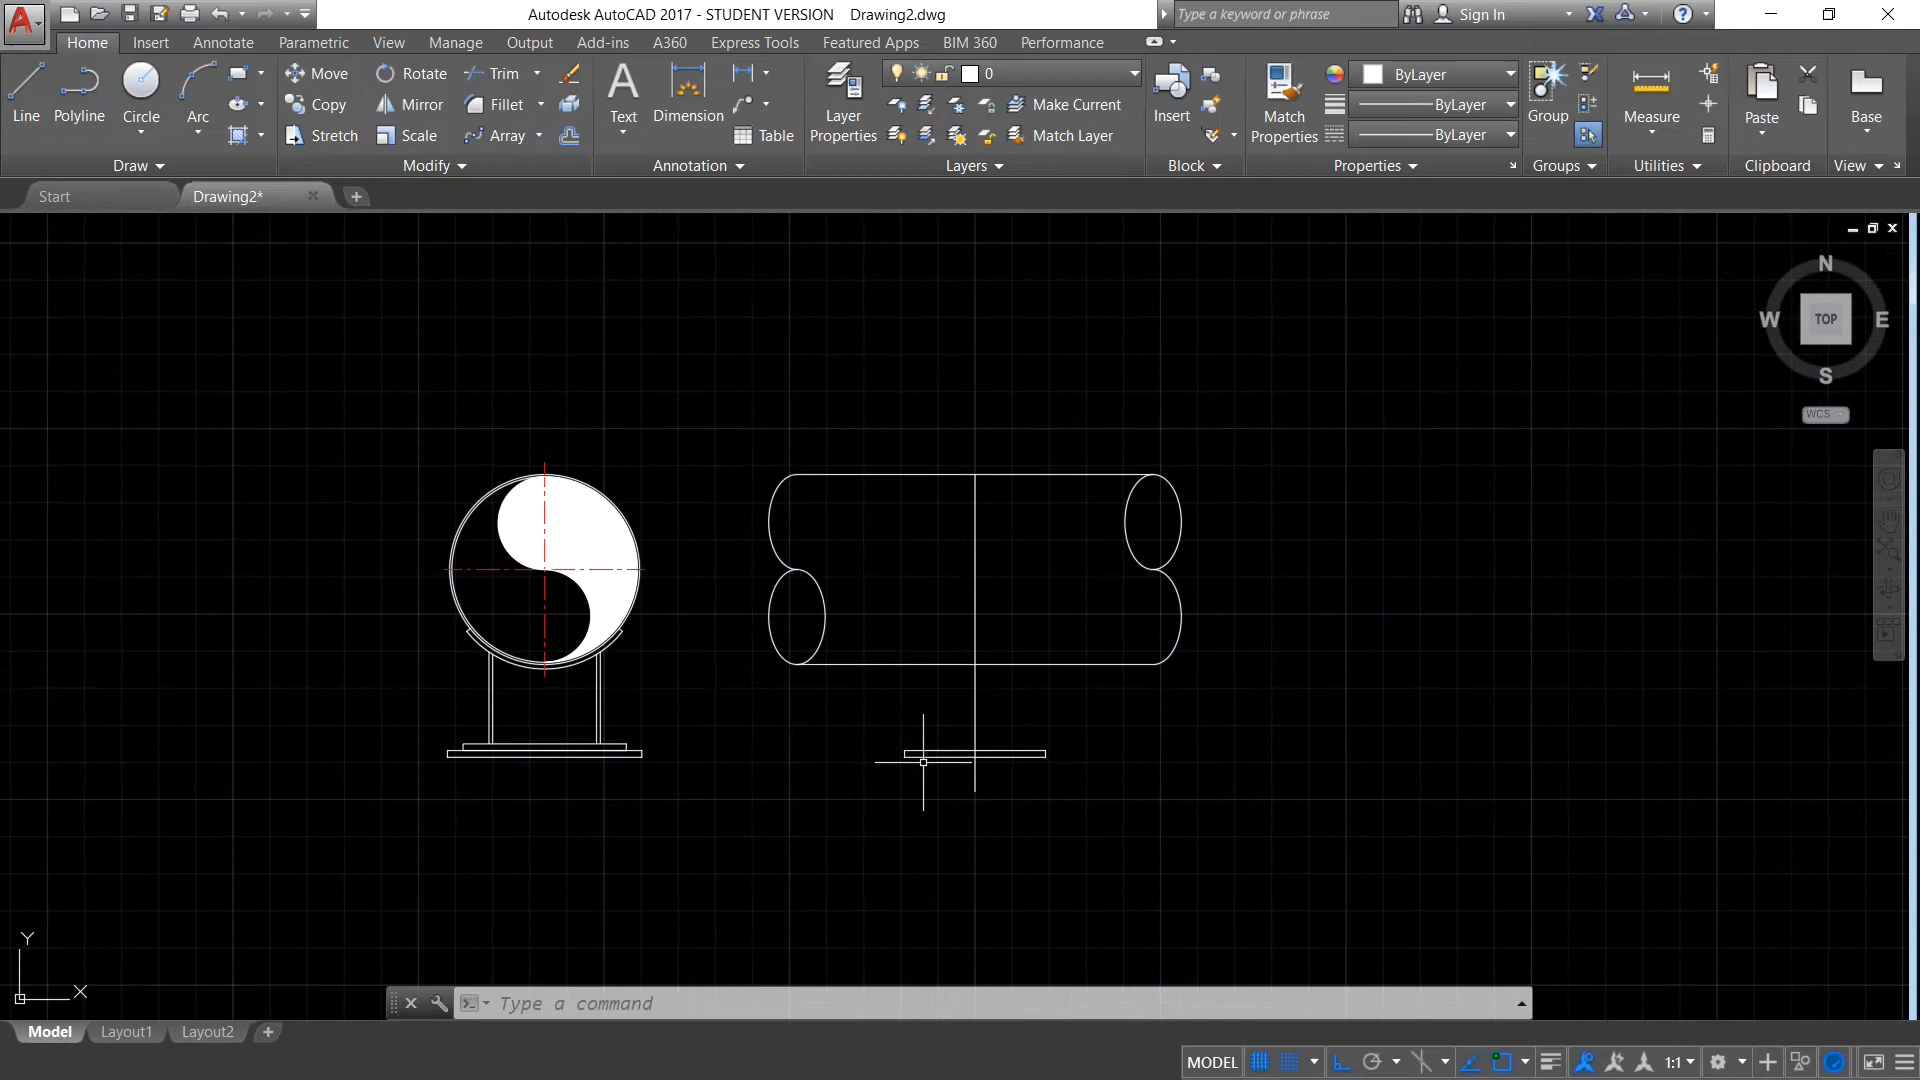 Autodesk AutoCAD 2017 - STUDENT VERSION Drawing2.dwg
Type a keyword or phrase
Sign In
Home Insert Annotate Parametric View Manage Output Add-ins A360 Express Tools Featured Apps BIM 360 Performance
Line Polyline Circle Arc
Draw
Move Rotate Trim
Copy Mirror Fillet
Stretch Scale Array
Modify
Text Dimension Table
Annotation
Layer Properties
0
Make Current
Match Layer
Layers
Insert
Block
Match Properties
ByLayer
ByLayer
ByLayer
Properties
Group
Groups
Measure
Utilities
Paste
Clipboard
Base
View
Start Drawing2*
N
W TOP E
S
WCS
Y
X
Type a command
Model Layout1 Layout2
MODEL 1:1